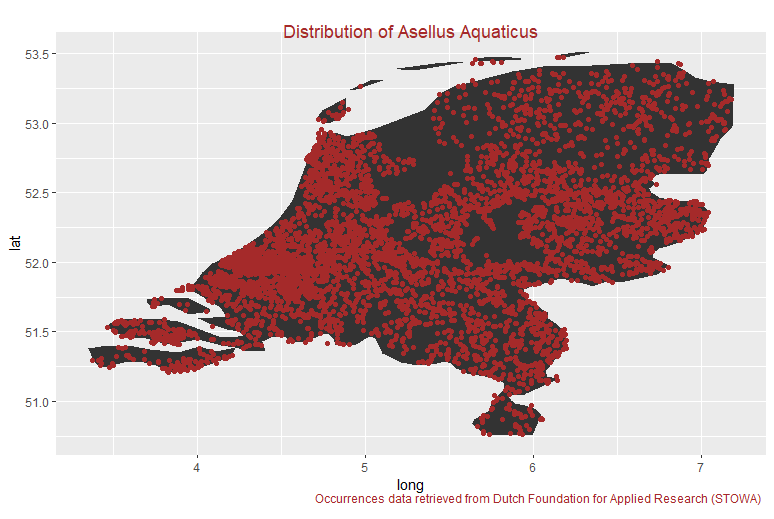 Distribution of Asellus Aquaticus
53.5
53.0
52.5
52.0
51.5
51.0
lat
4
5
6
7
long
Occurrences data retrieved from Dutch Foundation for Applied Research (STOWA)